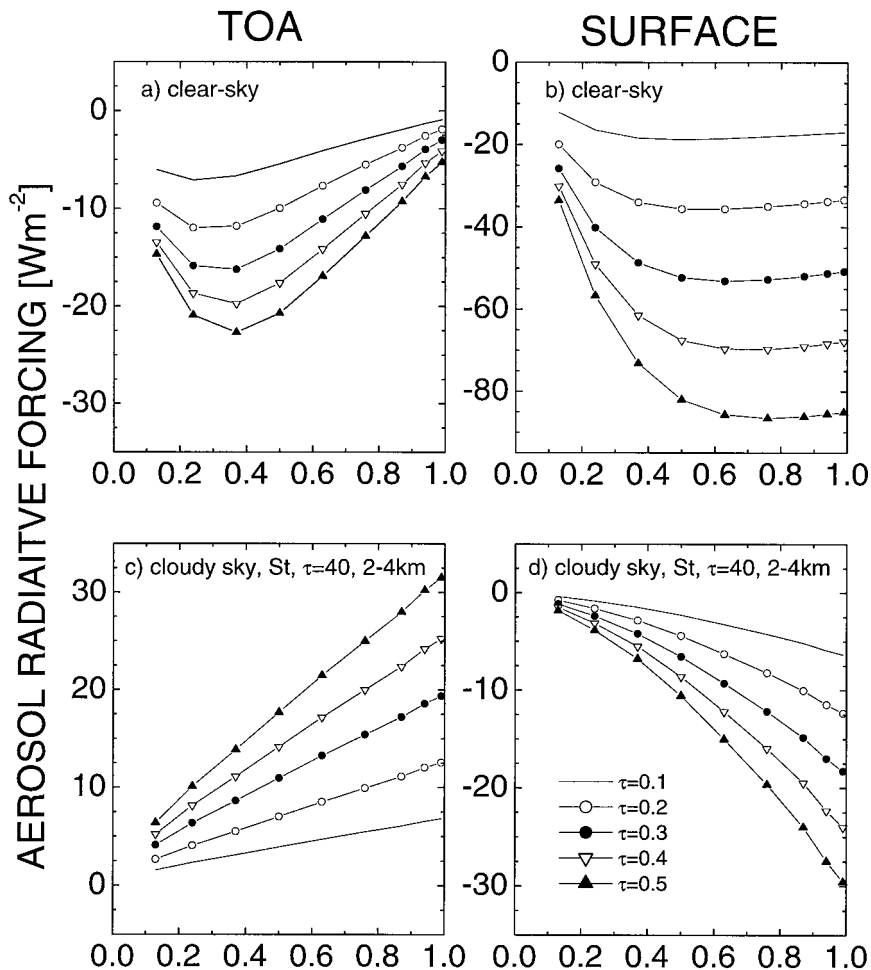 TOA
SURFACE
AEROSOL RADIAITVE FORCING [Wm-2]
a) clear-sky
0
-10
-20
-30
0.0 0.2 0.4 0.6 0.8 1.0
b) clear-sky
0
-20
-40
-60
-80
0.0 0.2 0.4 0.6 0.8 1.0
c) cloudy sky, St, τ=40, 2-4km
30
20
10
0
0.0 0.2 0.4 0.6 0.8 1.0
d) cloudy sky, St, τ=40, 2-4km
0
-10
-20
-30
τ=0.1
τ=0.2
τ=0.3
τ=0.4
τ=0.5
0.0 0.2 0.4 0.6 0.8 1.0